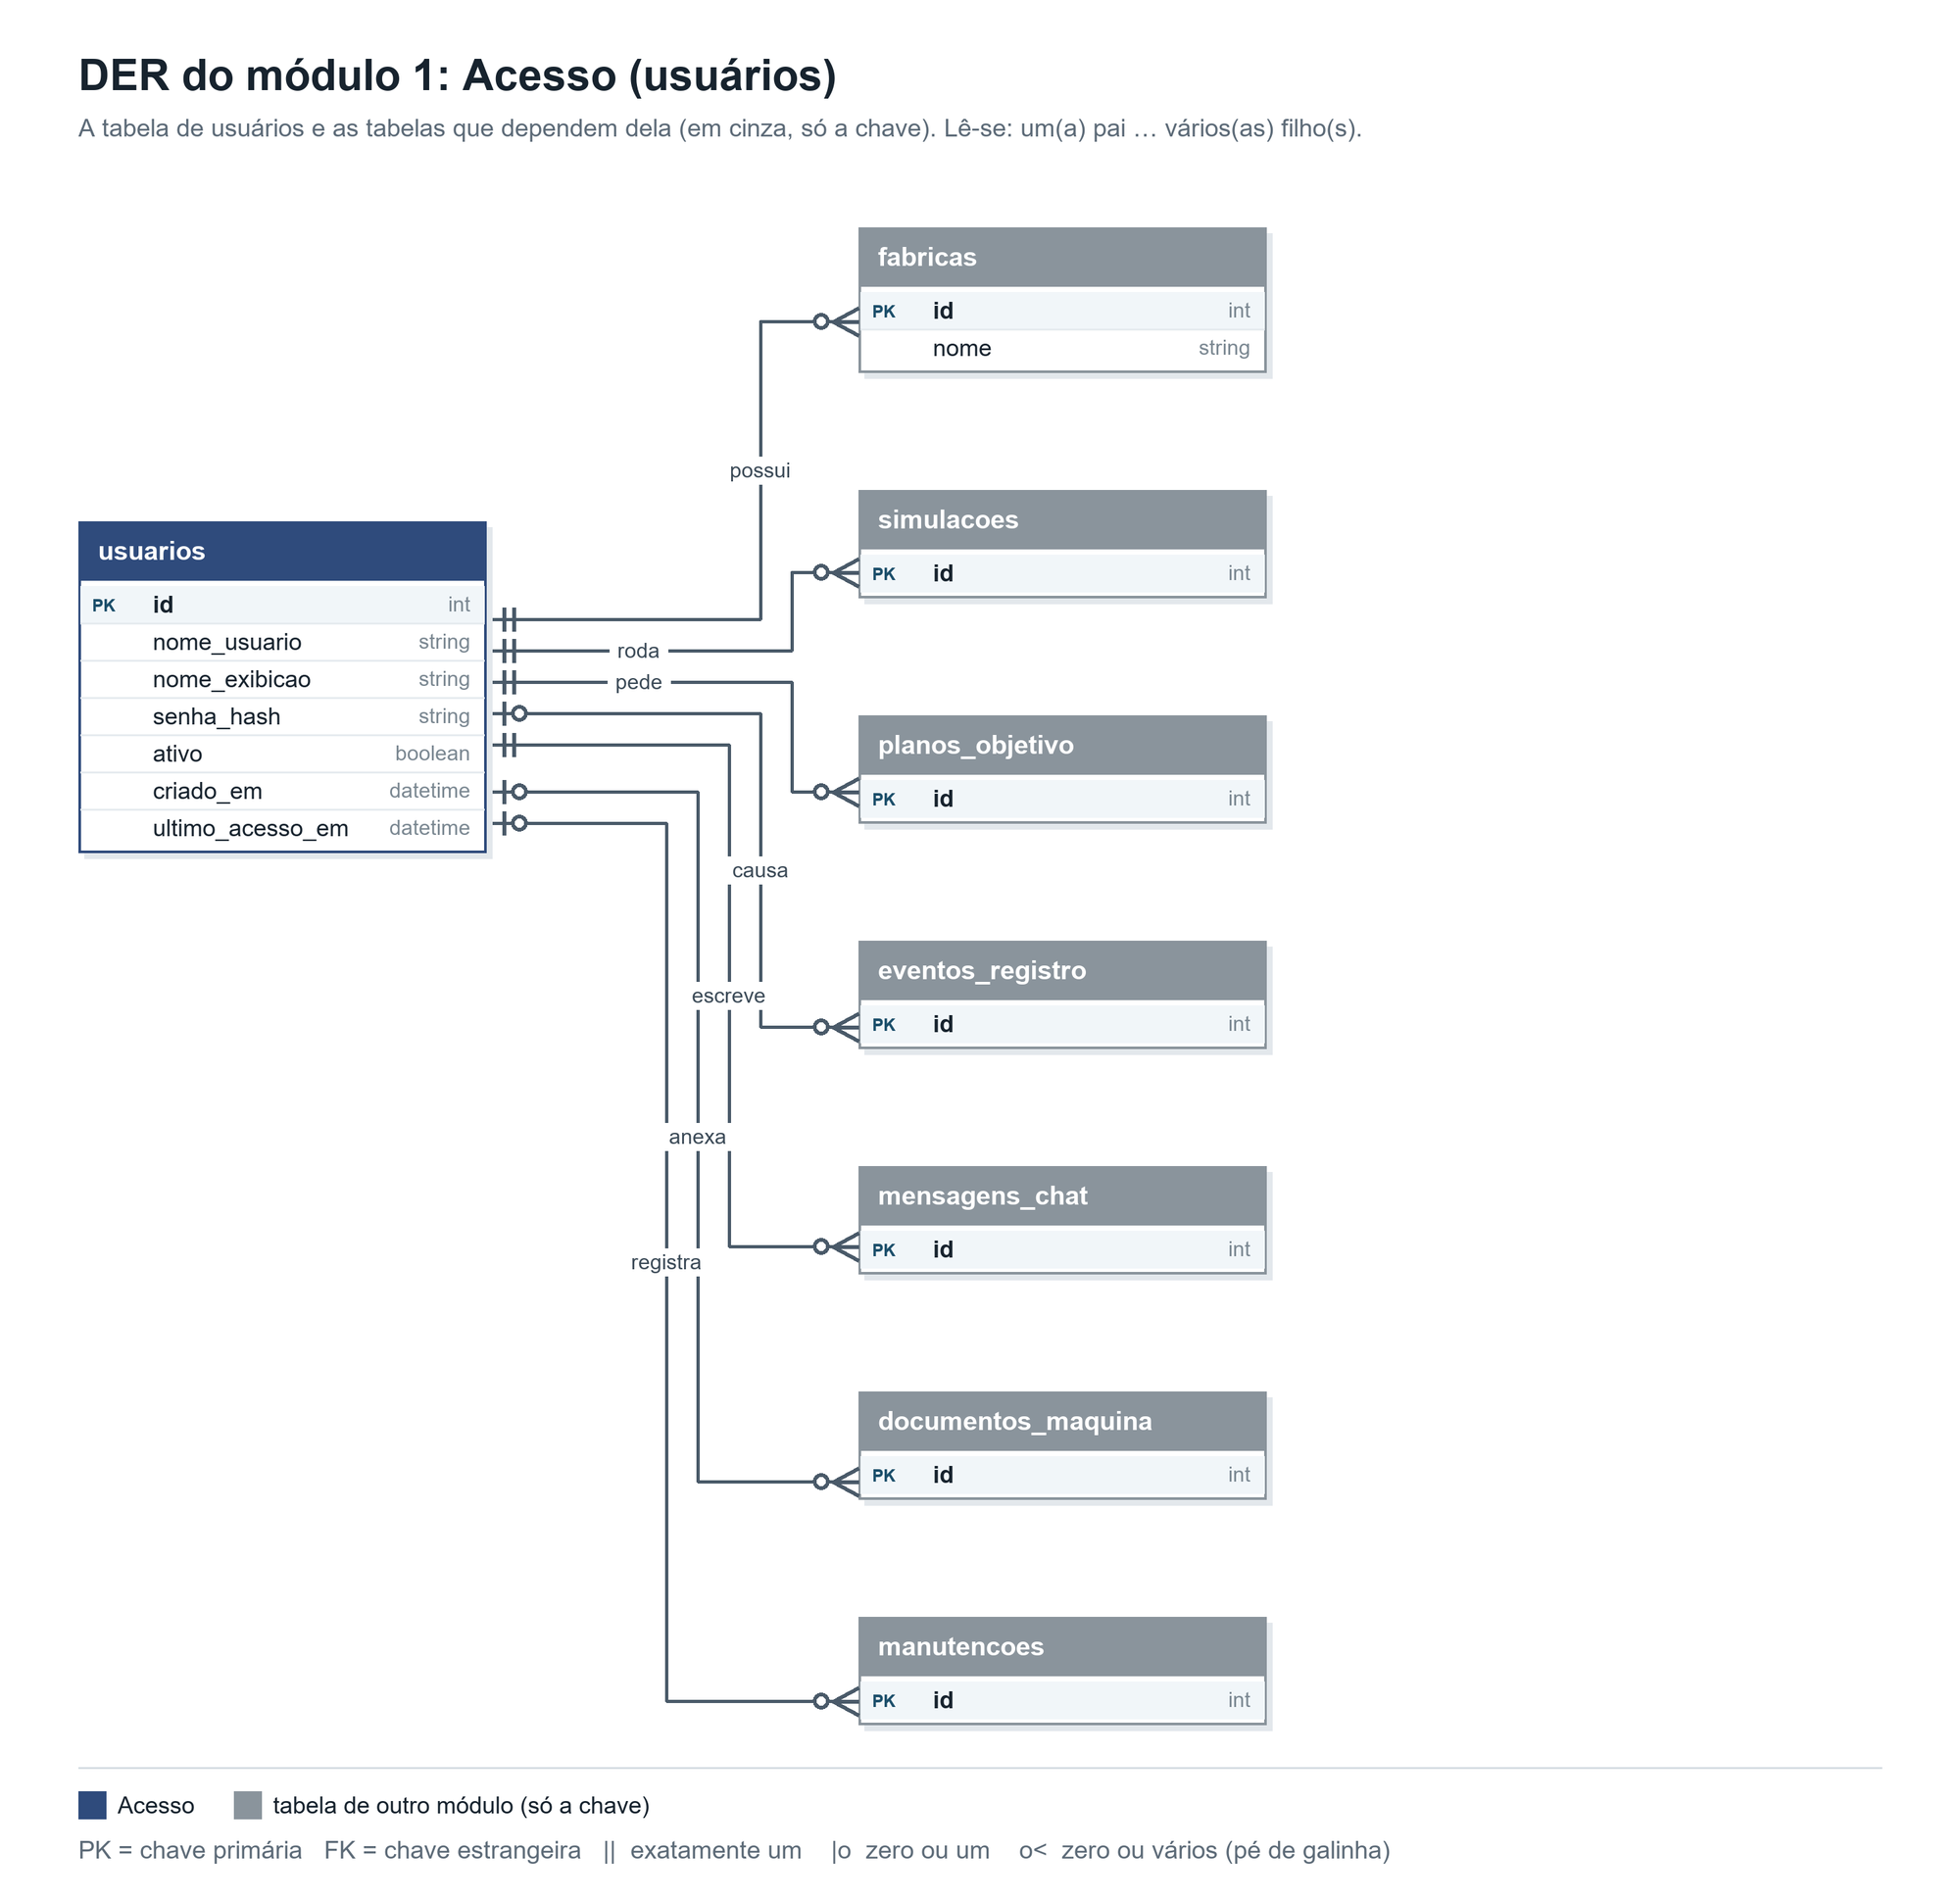 DER do módulo 1: Acesso (usuários)
A tabela de usuários e as tabelas que dependem dela (em cinza, só a chave). Lê-se: um(a) pai … vários(as) filho(s).
fabricas
PK id int
nome string
possui
simulacoes
PK id int
usuarios
PK id int
nome_usuario string
nome_exibicao string
senha_hash string
ativo boolean
criado_em datetime
ultimo_acesso_em datetime
roda
pede
planos_objetivo
PK id int
causa
eventos_registro
PK id int
escreve
anexa
mensagens_chat
PK id int
registra
documentos_maquina
PK id int
manutencoes
PK id int
Acesso tabela de outro módulo (só a chave)
PK = chave primária FK = chave estrangeira || exatamente um |o zero ou um o< zero ou vários (pé de galinha)